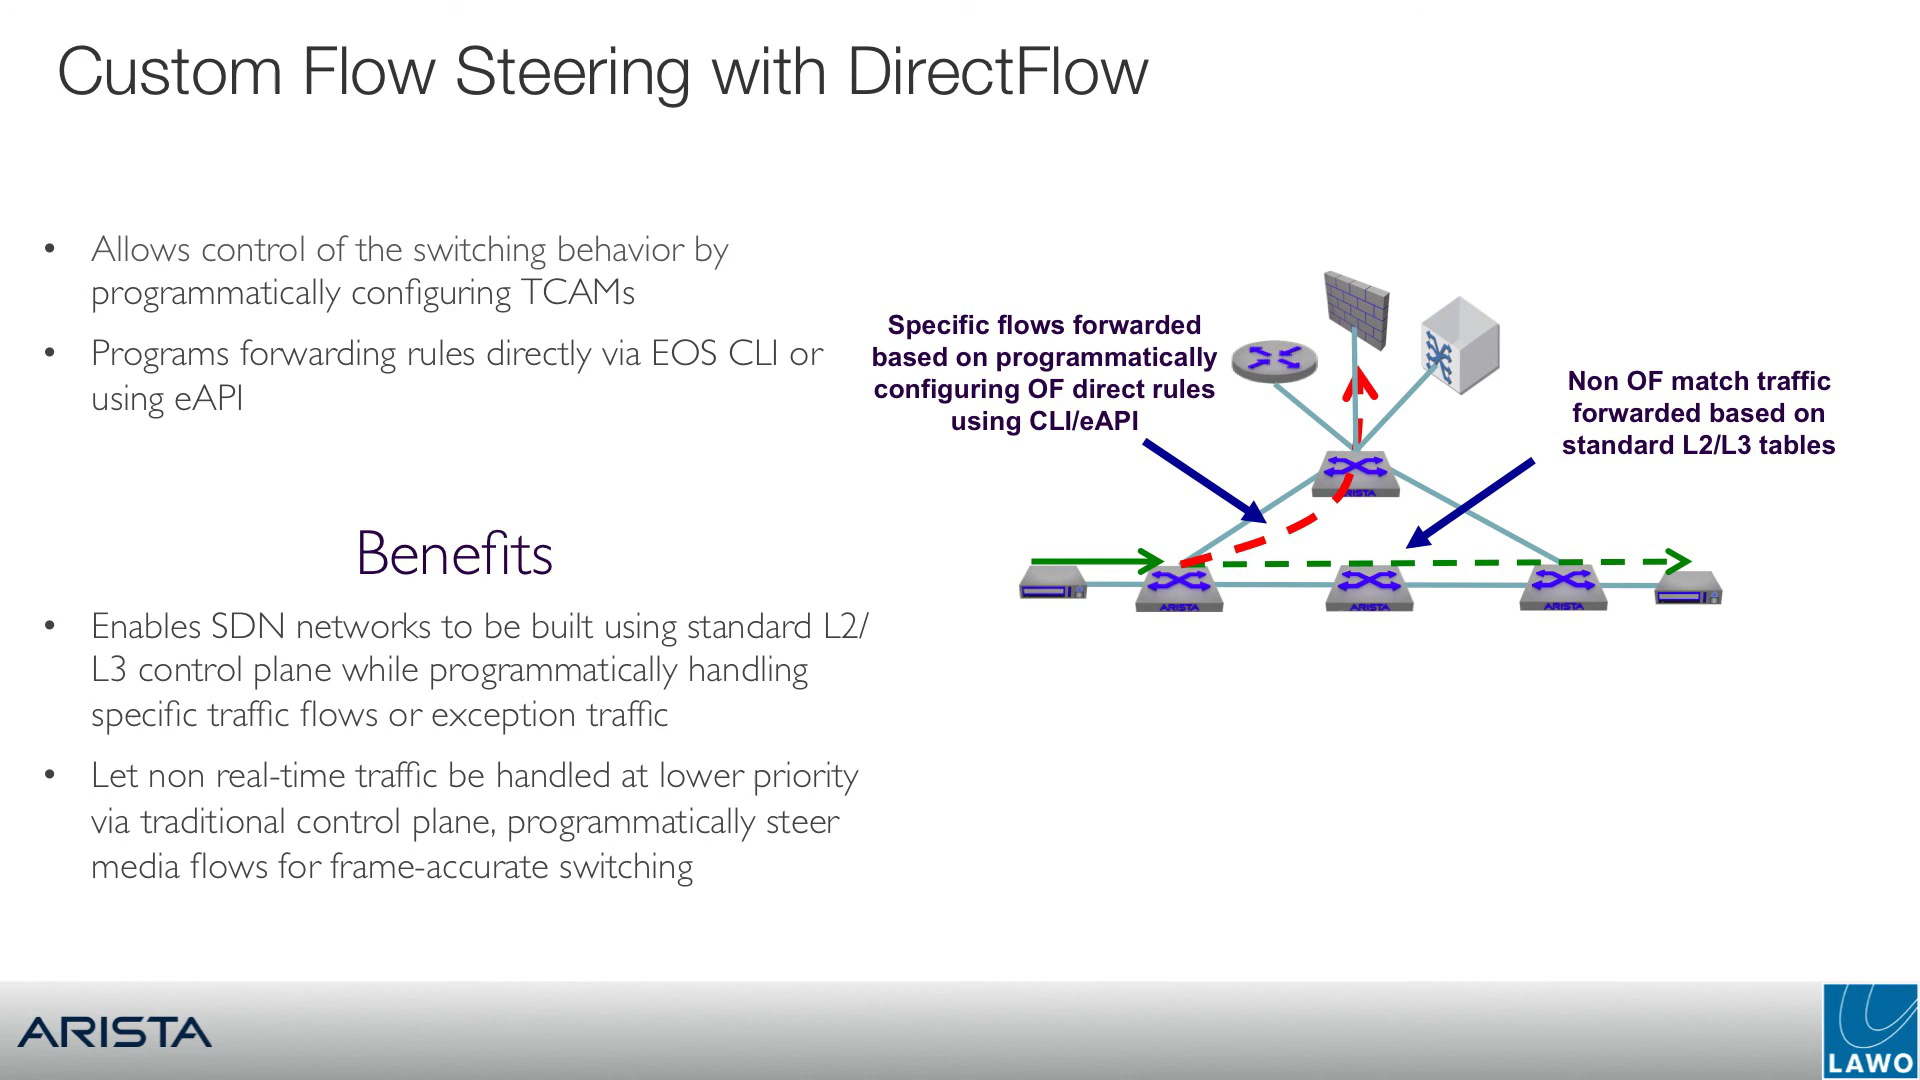 Custom Flow Steering with DirectFlow
• Allows control of the switching behavior by
programmatically configuring TCAMs
• Programs forwarding rules directly via EOS CLI or
using eAPI
Benefits
• Enables SDN networks to be built using standard L2/
L3 control plane while programmatically handling
specific traffic flows or exception traffic
• Let non real-time traffic be handled at lower priority
via traditional control plane, programmatically steer
media flows for frame-accurate switching
Specific flows forwarded
based on programmatically
configuring OF direct rules
using CLI/eAPI
Non OF match traffic
forwarded based on
standard L2/L3 tables
ARISTA
ARISTA
ARISTA
ARISTA
ARISTA
LAWO